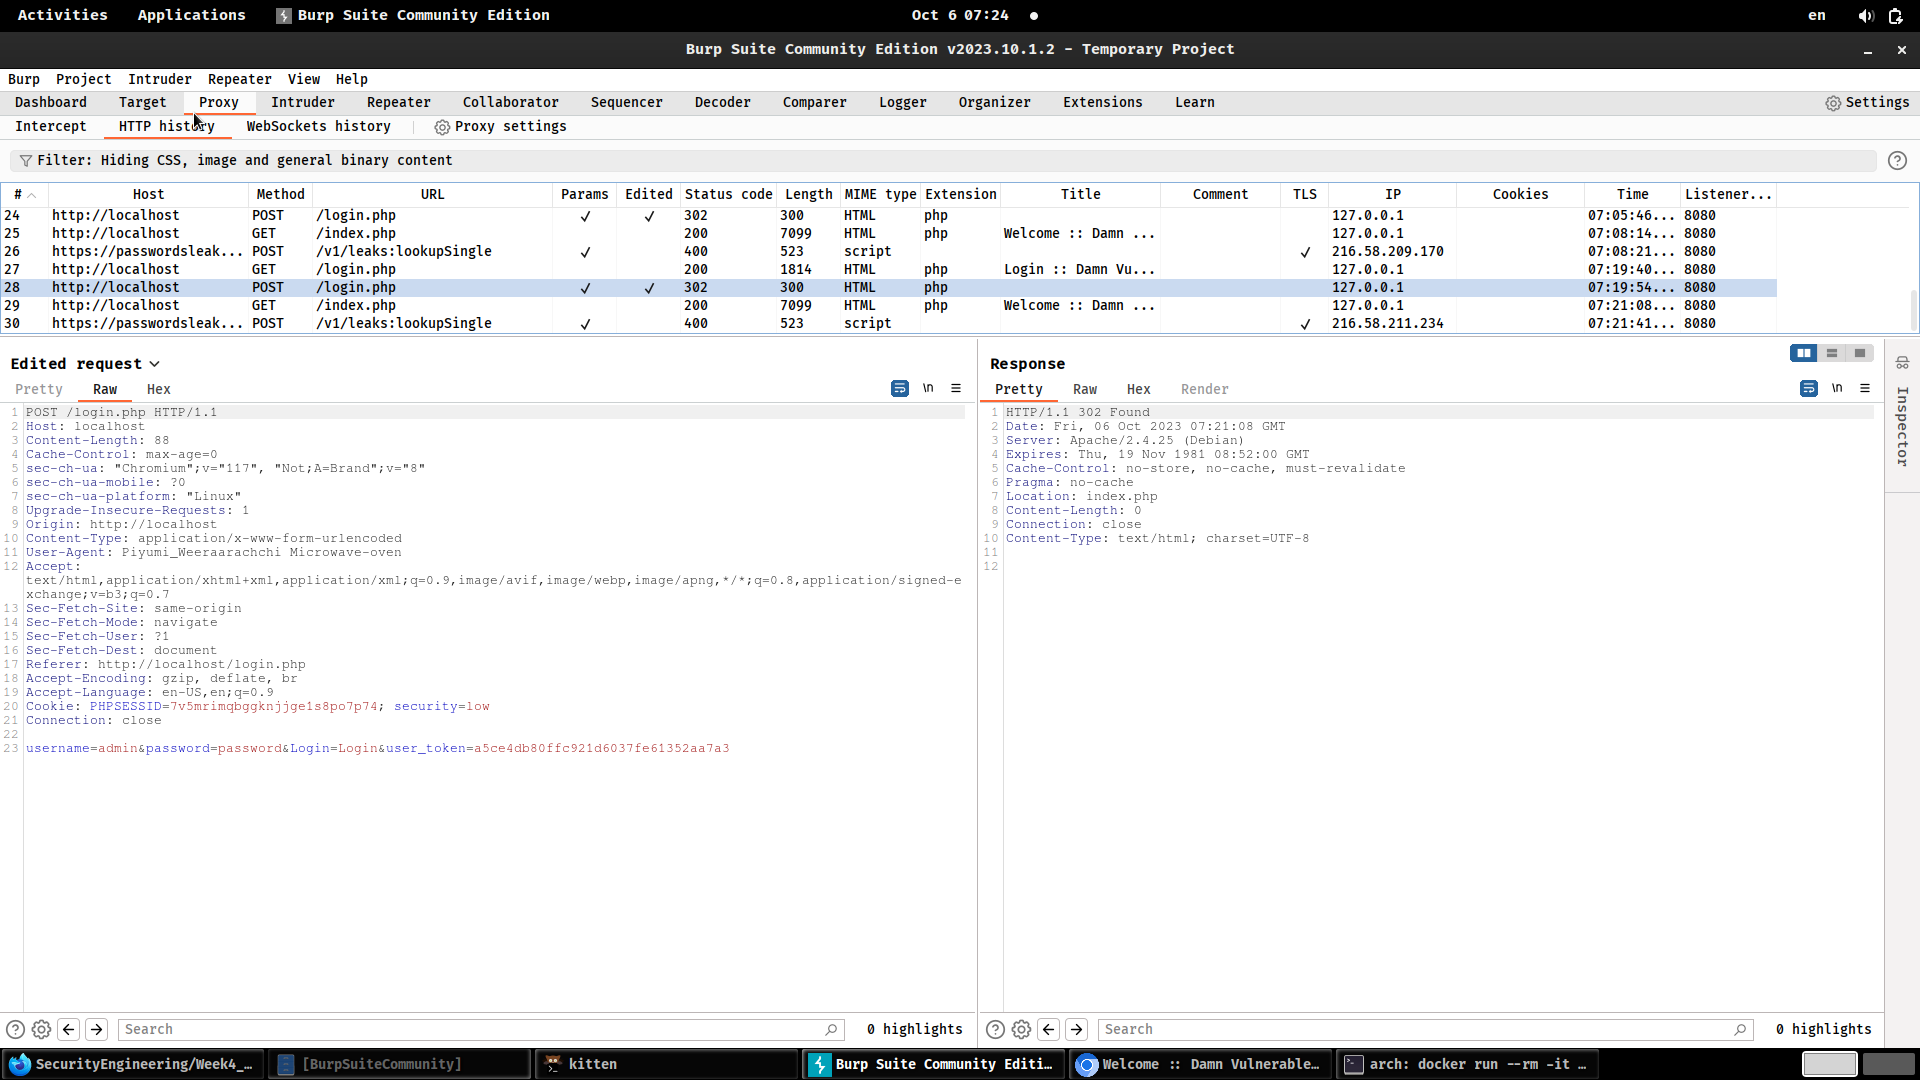 Activities Applications Burp Suite Community Edition Oct 6 07:24 en
Burp Suite Community Edition v2023.10.1.2 - Temporary Project
Burp Project Intruder Repeater View Help
Dashboard Target Proxy Intruder Repeater Collaborator Sequencer Decoder Comparer Logger Organizer Extensions Learn Settings
Intercept HTTP history WebSockets history Proxy settings
Filter: Hiding CSS, image and general binary content
# Host Method URL Params Edited Status code Length MIME type Extension Title Comment TLS IP Cookies Time Listener...
24 http://localhost POST /login.php ✓ ✓ 302 300 HTML php 127.0.0.1 07:05:46... 8080
25 http://localhost GET /index.php 200 7099 HTML php Welcome :: Damn ... 127.0.0.1 07:08:14... 8080
26 https://passwordsleak... POST /v1/leaks:lookupSingle ✓ 400 523 script ✓ 216.58.209.170 07:08:21... 8080
27 http://localhost GET /login.php 200 1814 HTML php Login :: Damn Vu... 127.0.0.1 07:19:40... 8080
28 http://localhost POST /login.php ✓ ✓ 302 300 HTML php 127.0.0.1 07:19:54... 8080
29 http://localhost GET /index.php 200 7099 HTML php Welcome :: Damn ... 127.0.0.1 07:21:08... 8080
30 https://passwordsleak... POST /v1/leaks:lookupSingle ✓ 400 523 script ✓ 216.58.211.234 07:21:41... 8080
Edited request
Pretty Raw Hex \n
1 POST /login.php HTTP/1.1
2 Host: localhost
3 Content-Length: 88
4 Cache-Control: max-age=0
5 sec-ch-ua: "Chromium";v="117", "Not;A=Brand";v="8"
6 sec-ch-ua-mobile: ?0
7 sec-ch-ua-platform: "Linux"
8 Upgrade-Insecure-Requests: 1
9 Origin: http://localhost
10 Content-Type: application/x-www-form-urlencoded
11 User-Agent: Piyumi_Weeraarachchi Microwave-oven
12 Accept:
text/html,application/xhtml+xml,application/xml;q=0.9,image/avif,image/webp,image/apng,*/*;q=0.8,application/signed-e
xchange;v=b3;q=0.7
13 Sec-Fetch-Site: same-origin
14 Sec-Fetch-Mode: navigate
15 Sec-Fetch-User: ?1
16 Sec-Fetch-Dest: document
17 Referer: http://localhost/login.php
18 Accept-Encoding: gzip, deflate, br
19 Accept-Language: en-US,en;q=0.9
20 Cookie: PHPSESSID=7v5mrimqbggknjjge1s8po7p74; security=low
21 Connection: close
22
23 username=admin&password=password&Login=Login&user_token=a5ce4db80ffc921d6037fe61352aa7a3
Response
Pretty Raw Hex Render \n
1 HTTP/1.1 302 Found
2 Date: Fri, 06 Oct 2023 07:21:08 GMT
3 Server: Apache/2.4.25 (Debian)
4 Expires: Thu, 19 Nov 1981 08:52:00 GMT
5 Cache-Control: no-store, no-cache, must-revalidate
6 Pragma: no-cache
7 Location: index.php
8 Content-Length: 0
9 Connection: close
10 Content-Type: text/html; charset=UTF-8
11
12
Inspector
Search 0 highlights
Search 0 highlights
SecurityEngineering/Week4_... [BurpSuiteCommunity] kitten Burp Suite Community Editi... Welcome :: Damn Vulnerable... arch: docker run --rm -it ...